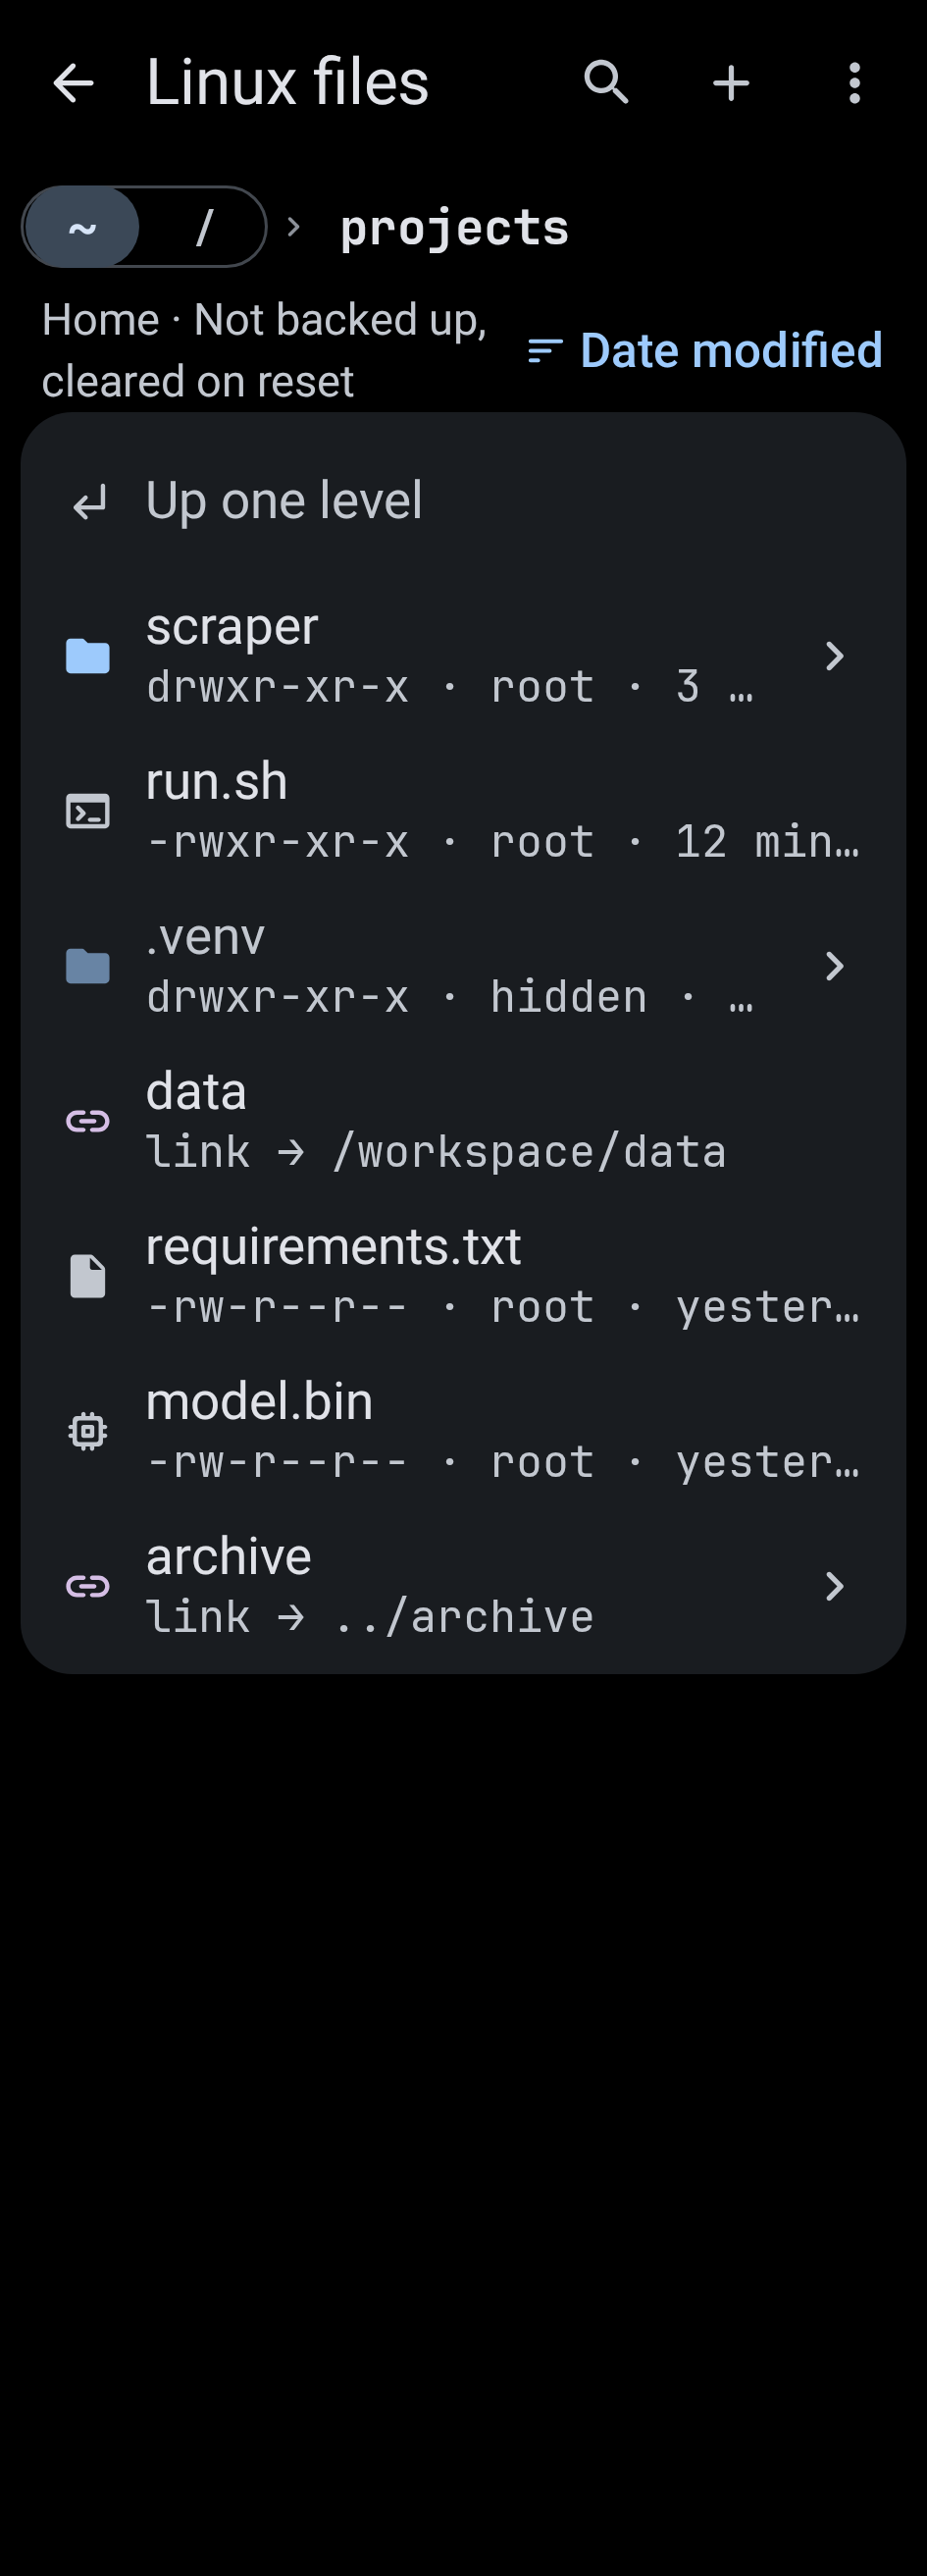 Linux files
~ / › projects
Home · Not backed up,
cleared on reset
Date modified
Up one level
scraper
drwxr-xr-x · root · 3 …
run.sh
-rwxr-xr-x · root · 12 min…
.venv
drwxr-xr-x · hidden · …
data
link → /workspace/data
requirements.txt
-rw-r--r-- · root · yester…
model.bin
-rw-r--r-- · root · yester…
archive
link → ../archive